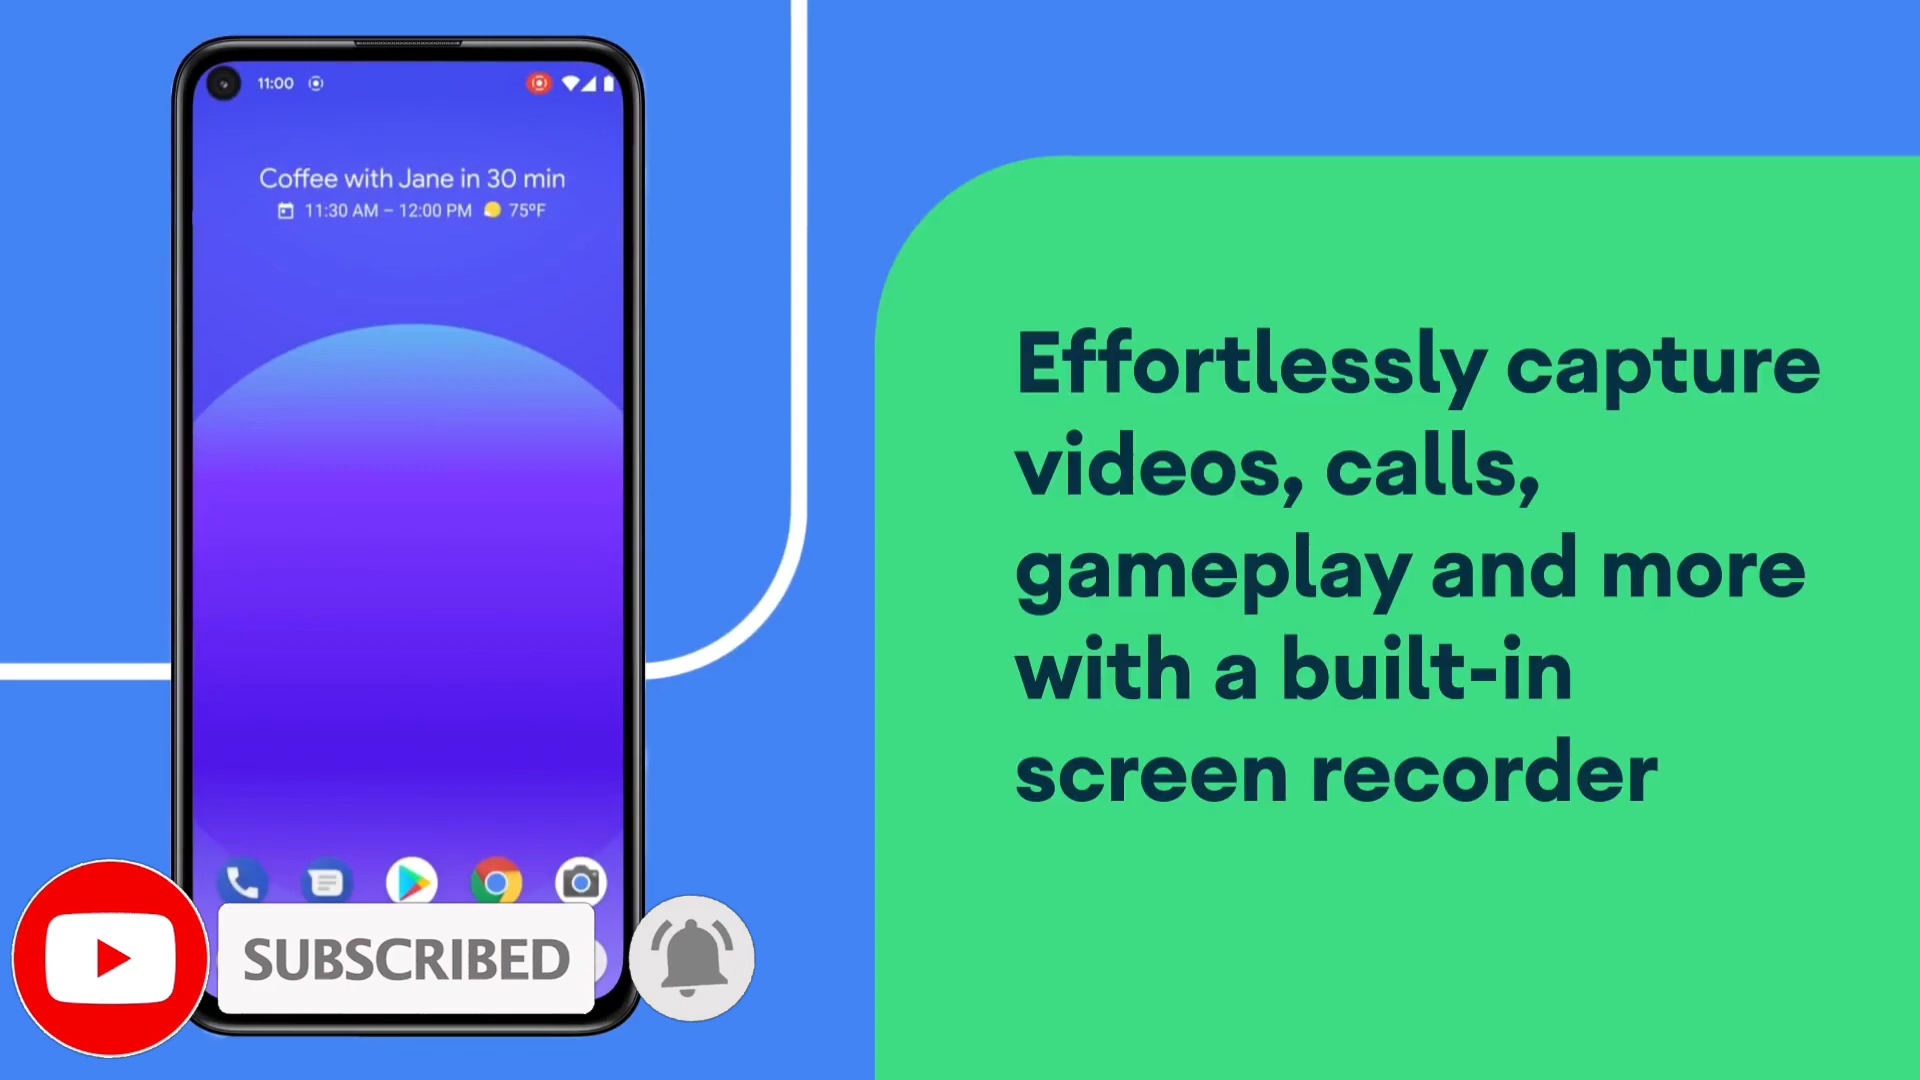 11:00
Coffee with Jane in 30 min
11:30 AM – 12:00 PM 75°F
Effortlessly capture
videos, calls,
gameplay and more
with a built-in
screen recorder
SUBSCRIBED